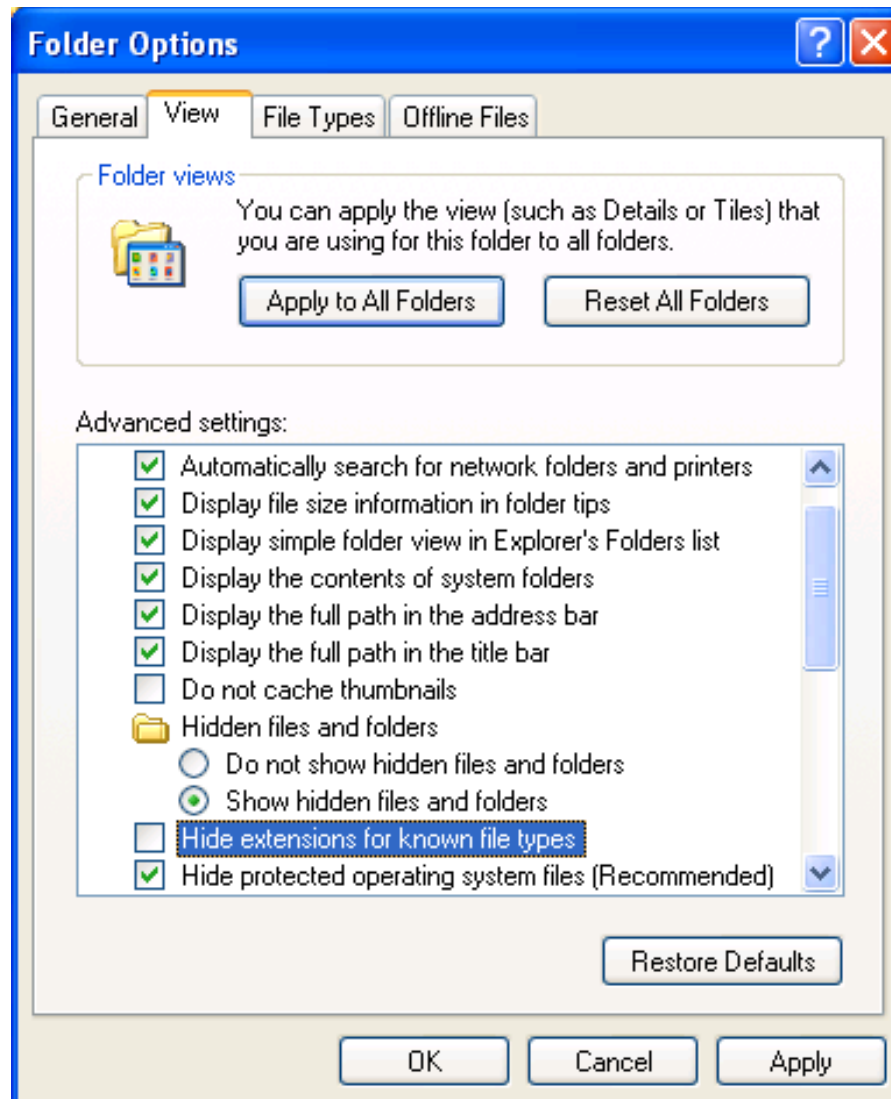 Folder Options
?
General View File Types Offline Files
Folder views
You can apply the view (such as Details or Tiles) that
you are using for this folder to all folders.
Apply to All Folders Reset All Folders
Advanced settings:
Automatically search for network folders and printers
Display file size information in folder tips
Display simple folder view in Explorer's Folders list
Display the contents of system folders
Display the full path in the address bar
Display the full path in the title bar
Do not cache thumbnails
Hidden files and folders
Do not show hidden files and folders
Show hidden files and folders
Hide extensions for known file types
Hide protected operating system files (Recommended)
Restore Defaults
OK Cancel Apply